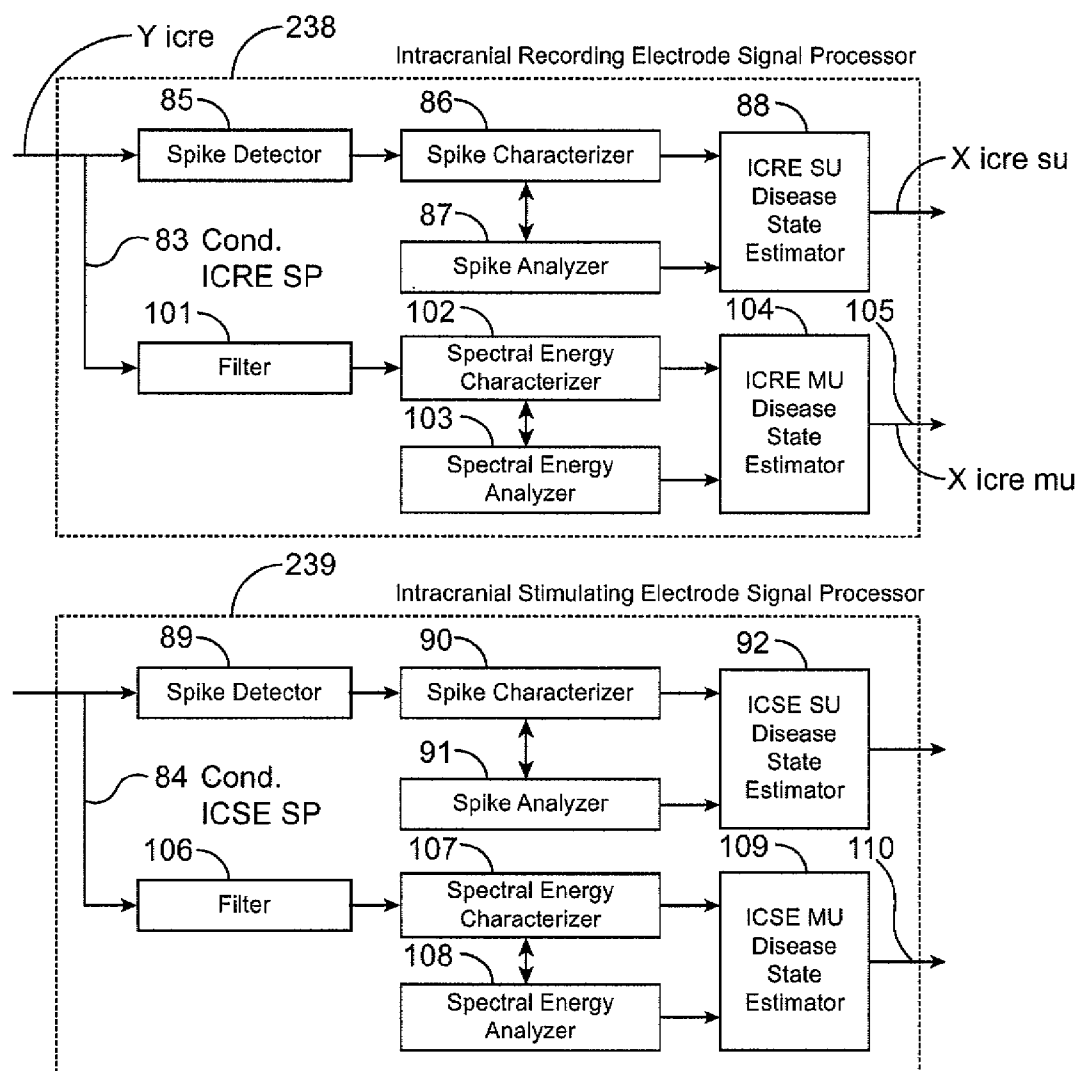 Y icre
238
Intracranial Recording Electrode Signal Processor
85
86
88
Spike Detector
Spike Characterizer
ICRE SU
Disease
State
Estimator
X icre su
87
83 Cond.
ICRE SP
Spike Analyzer
101
102
104
105
Filter
Spectral Energy
Characterizer
ICRE MU
Disease
State
Estimator
103
Spectral Energy
Analyzer
X icre mu
239
Intracranial Stimulating Electrode Signal Processor
89
90
92
Spike Detector
Spike Characterizer
ICSE SU
Disease
State
Estimator
91
84 Cond.
ICSE SP
Spike Analyzer
106
107
109
110
Filter
Spectral Energy
Characterizer
ICSE MU
Disease
State
Estimator
108
Spectral Energy
Analyzer